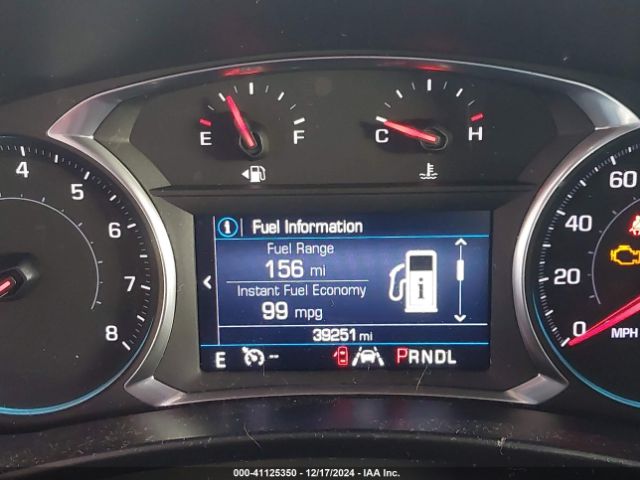 E F
C H
4
5
6
7
8
60
40
20
0
MPH
i Fuel Information
Fuel Range
156 mi
Instant Fuel Economy
99 mpg
i
39251 mi
E -- PRNDL
000-41125350 - 12/17/2024 - IAA Inc.